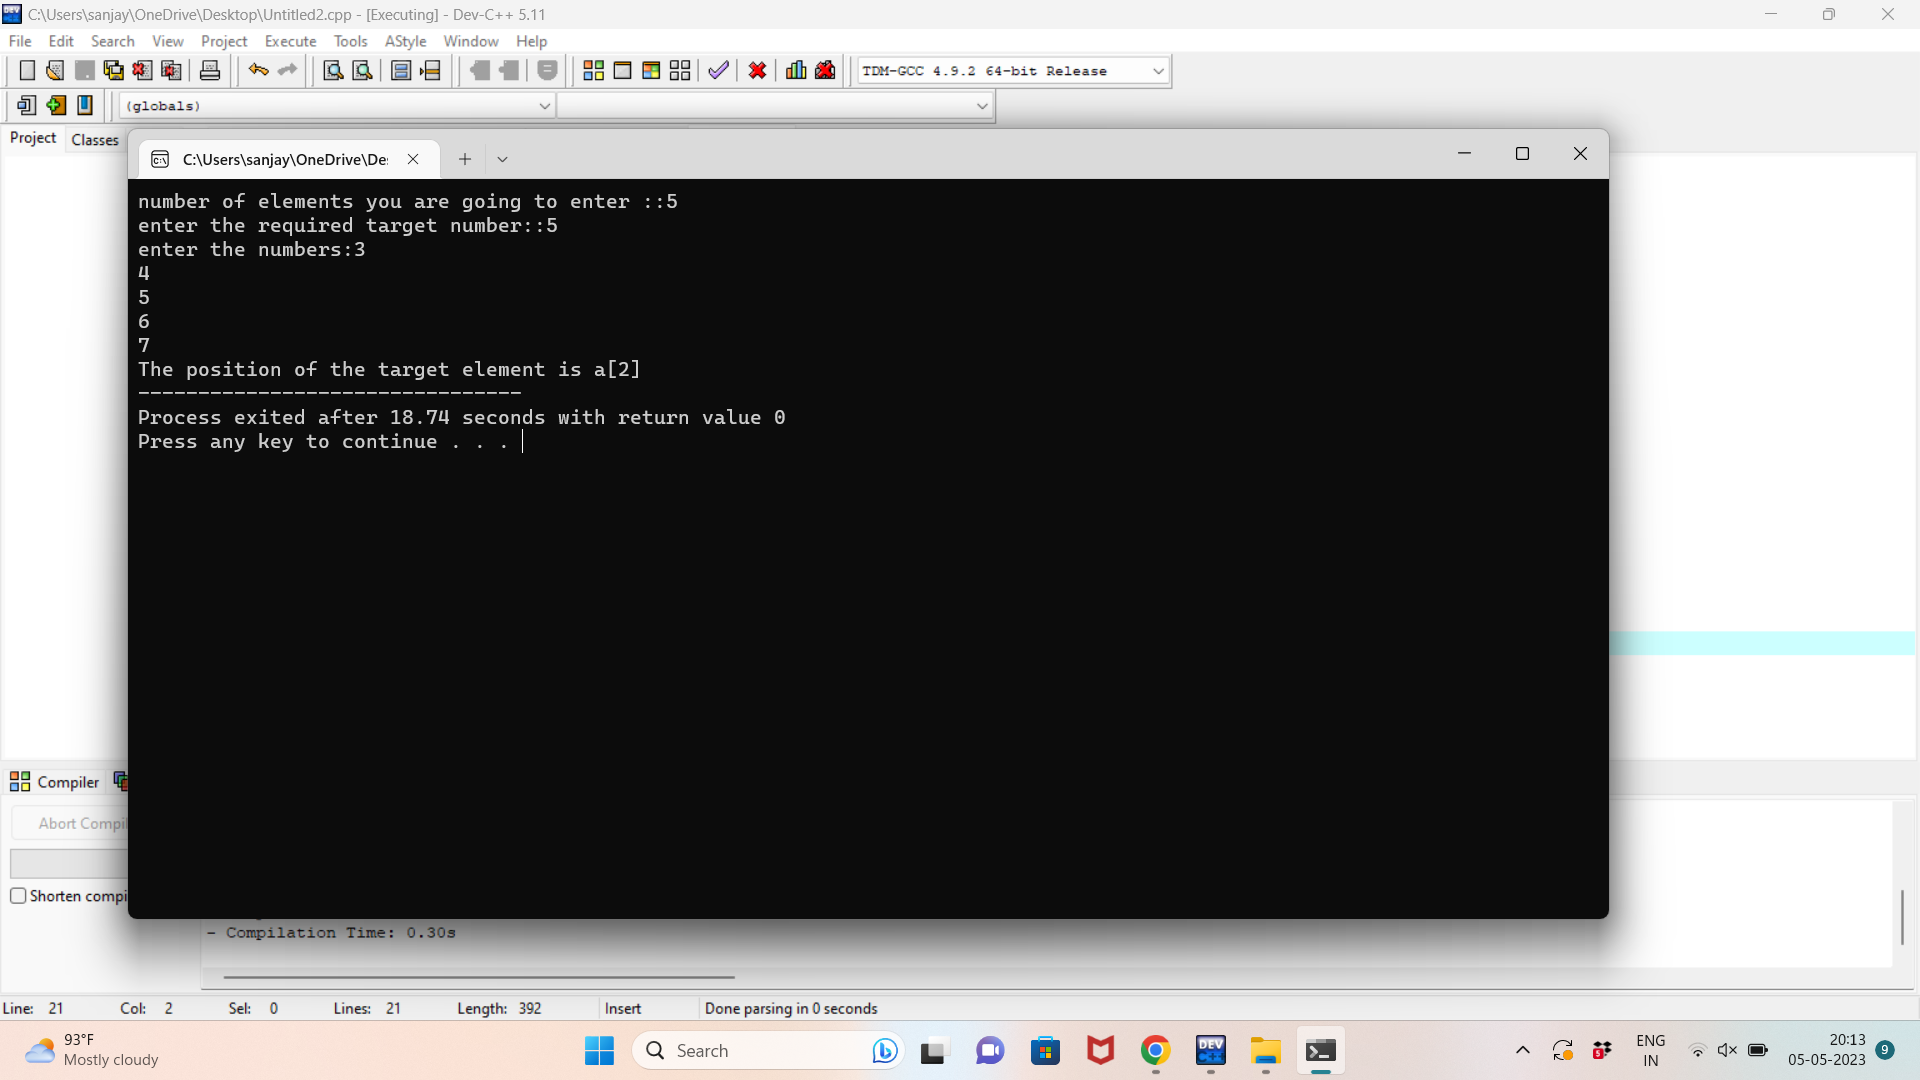 C:\Users\sanjay\OneDrive\Desktop\Untitled2.cpp - [Executing] - Dev-C++ 5.11
File Edit Search View Project Execute Tools AStyle Window Help
TDM-GCC 4.9.2 64-bit Release
(globals)
Project Classes
C:\Users\sanjay\OneDrive\De
number of elements you are going to enter ::5
enter the required target number::5
enter the numbers:3
4
5
6
7
The position of the target element is a[2]
--------------------------------
Process exited after 18.74 seconds with return value 0
Press any key to continue . . .
Compiler
Abort Compil
Shorten compi
- Compilation Time: 0.30s
Line: 21 Col: 2 Sel: 0 Lines: 21 Length: 392 Insert Done parsing in 0 seconds
93°F
Mostly cloudy
Search
DEV
ENG
IN
20:13
05-05-2023
9